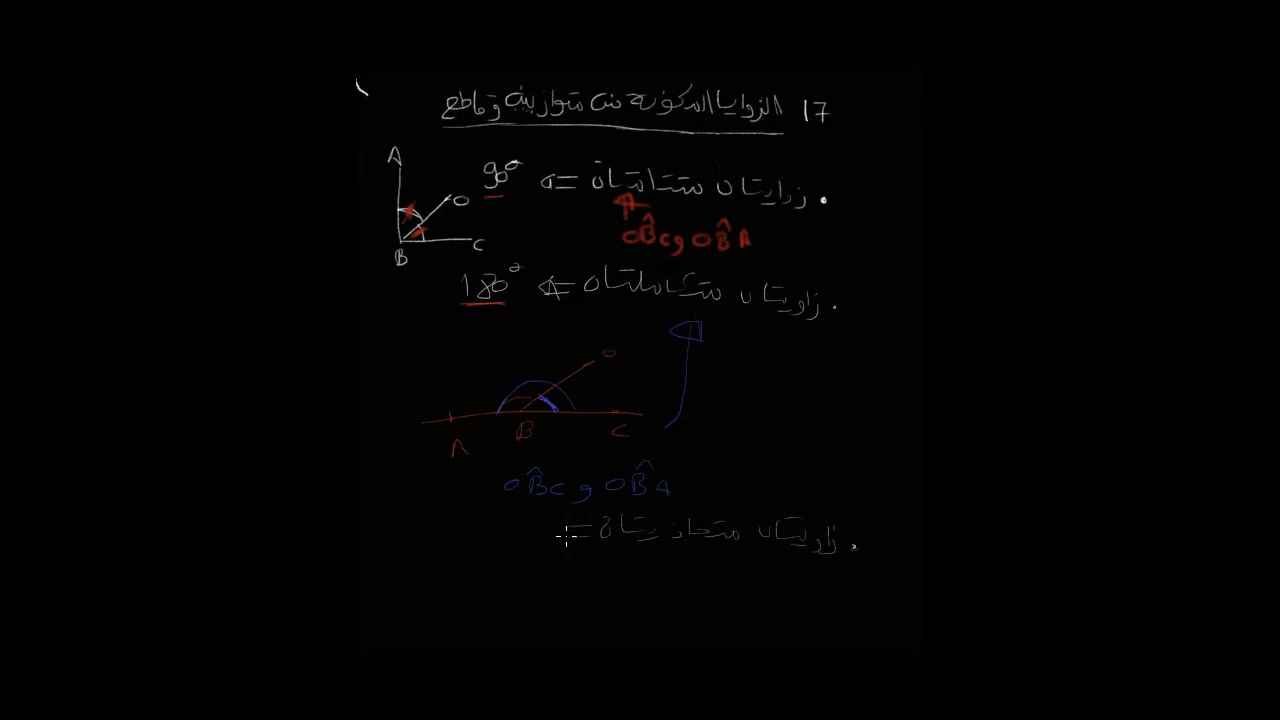 17 الزوايا المكونة من متوازيين وقاطع
A
O
B
C
. زاويتان متتامتان ⇐ 90°
OB̂A و OB̂C
. زاويتان متكاملتان ⇐ 180°
O
A B C
OB̂A و OB̂C
. زاويتان متحاذيتان =